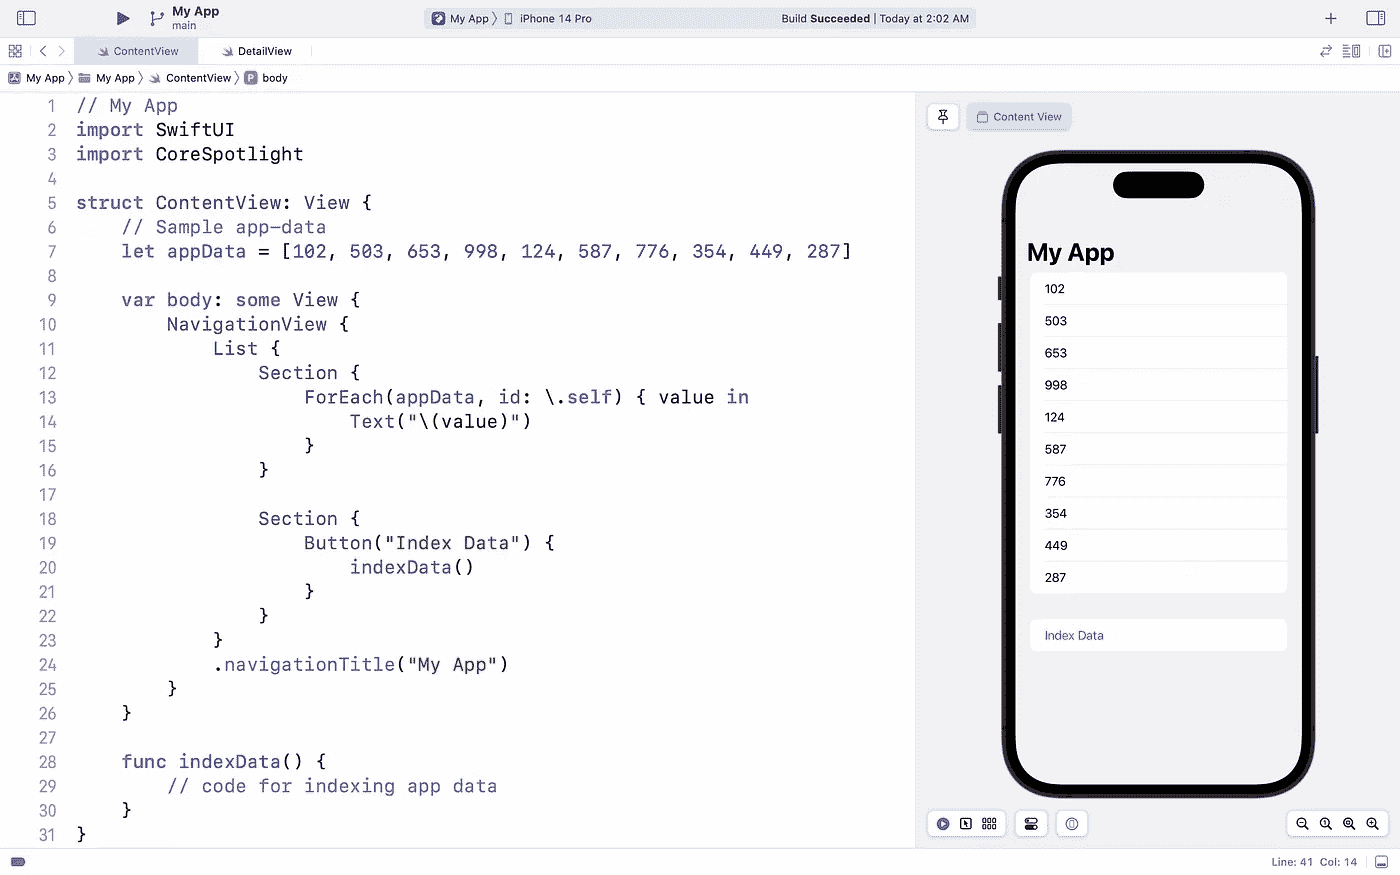 My App
main
My App iPhone 14 Pro
Build Succeeded | Today at 2:02 AM
ContentView
DetailView
My App My App ContentView P body
1 // My App
2 import SwiftUI
3 import CoreSpotlight
4
5 struct ContentView: View {
6 // Sample app-data
7 let appData = [102, 503, 653, 998, 124, 587, 776, 354, 449, 287]
8
9 var body: some View {
10 NavigationView {
11 List {
12 Section {
13 ForEach(appData, id: \.self) { value in
14 Text("\(value)")
15 }
16 }
17
18 Section {
19 Button("Index Data") {
20 indexData()
21 }
22 }
23 }
24 .navigationTitle("My App")
25 }
26 }
27
28 func indexData() {
29 // code for indexing app data
30 }
31 }
Content View
My App
102
503
653
998
124
587
776
354
449
287
Index Data
Line: 41 Col: 14